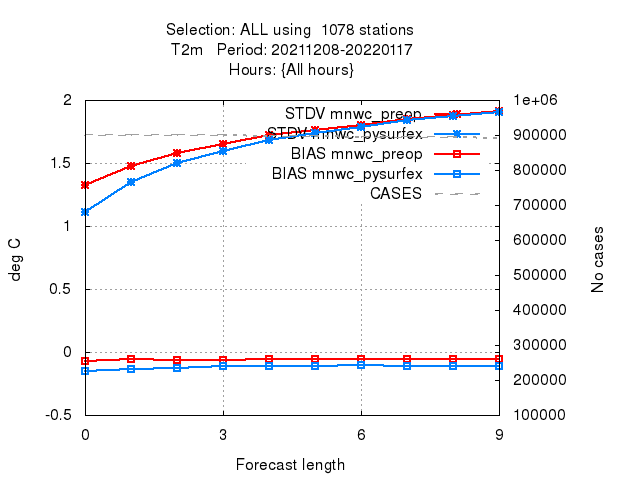 Selection: ALL using  1078 stations
T2m   Period: 20211208-20220117
Hours: {All hours}
2
1.5
1
0.5
0
-0.5
deg C
STDV mnwc_preop
STDV mnwc_pysurfex
BIAS mnwc_preop
BIAS mnwc_pysurfex
CASES
1e+06
900000
800000
700000
600000
500000
400000
300000
200000
100000
No cases
0
3
6
9
Forecast length